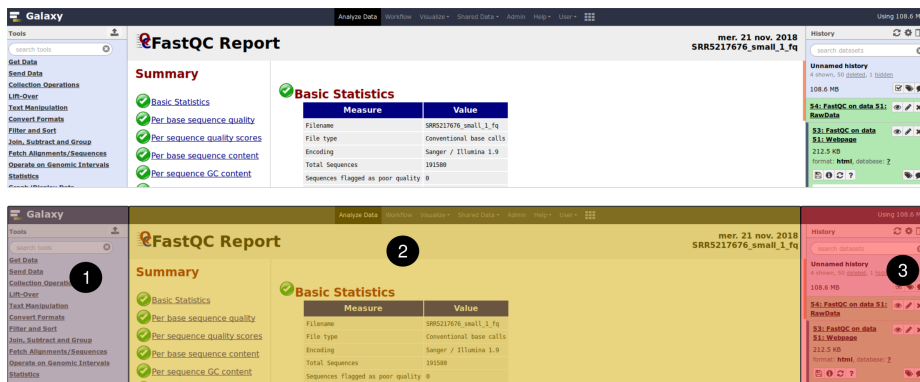 Galaxy
Analyze Data Workflow Visualize Shared Data Admin Help User
Using 108.6 M
Tools
search tools
Get Data
Send Data
Collection Operations
Lift-Over
Text Manipulation
Convert Formats
Filter and Sort
Join, Subtract and Group
Fetch Alignments/Sequences
Operate on Genomic Intervals
Statistics
Graph/Display Data
FastQC Report
mer. 21 nov. 2018
SRR5217676_small_1_fq
Summary
Basic Statistics
Per base sequence quality
Per sequence quality scores
Per base sequence content
Per sequence GC content
Basic Statistics
Measure Value
Filename SRR5217676_small_1_fq
File type Conventional base calls
Encoding Sanger / Illumina 1.9
Total Sequences 191580
Sequences flagged as poor quality 0
History
search datasets
Unnamed history
4 shown, 50 deleted, 1 hidden
108.6 MB
54: FastQC on data 51:
RawData
53: FastQC on data
51: Webpage
212.5 KB
format: html, database: ?
Galaxy
Analyze Data Workflow Visualize Shared Data Admin Help User
Using 108.6 M
Tools
search tools
Get Data
Send Data
1
Lift-Over
Text Manipulation
Convert Formats
Filter and Sort
Join, Subtract and Group
Fetch Alignments/Sequences
Operate on Genomic Intervals
Statistics
FastQC Report
2
mer. 21 nov. 2018
SRR5217676_small_1_fq
Summary
Basic Statistics
Per base sequence quality
Per sequence quality scores
Per base sequence content
Per sequence GC content
Basic Statistics
Measure Value
Filename SRR5217676_small_1_fq
File type Conventional base calls
Encoding Sanger / Illumina 1.9
Total Sequences 191580
Sequences flagged as poor quality 0
History
search datasets
Unnamed history
4 shown, 50 deleted, 1
3
108.6 MB
54: FastQC on data 51:
RawData
53: FastQC on data
51: Webpage
212.5 KB
format: html, database: ?